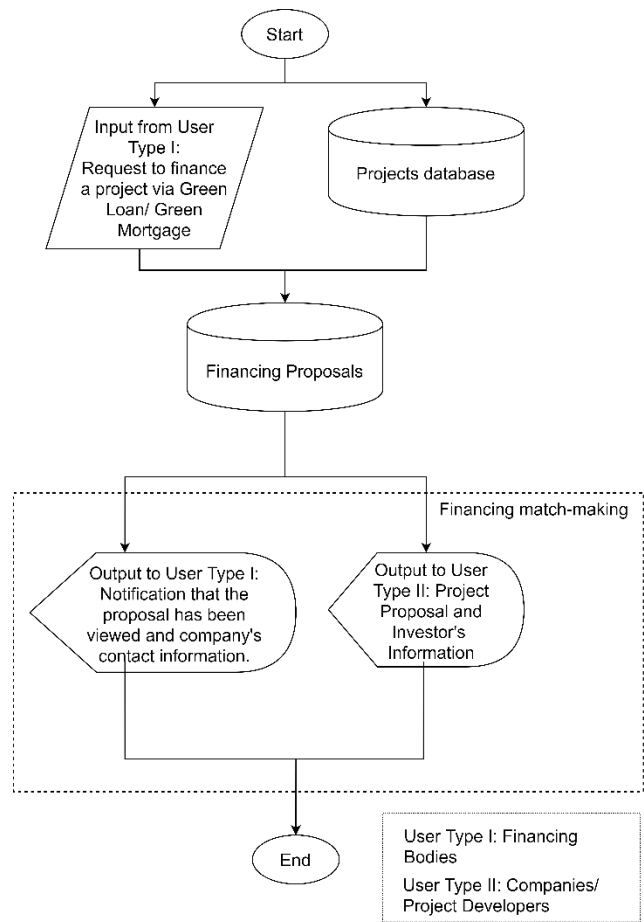 Start
Input from User
Type I:
Request to finance
a project via Green
Loan/ Green
Mortgage
Projects database
Financing Proposals
Financing match-making
Output to User Type I:
Notification that the
proposal has been
viewed and company's
contact information.
Output to User
Type II: Project
Proposal and
Investor's
Information
End
User Type I: Financing
Bodies
User Type II: Companies/
Project Developers